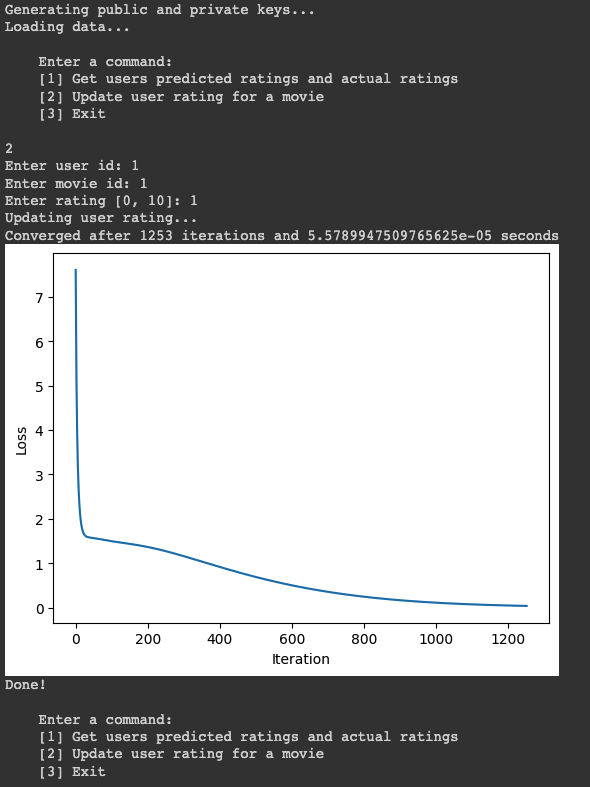 Generating public and private keys...
Loading data...
Enter a command:
[1] Get users predicted ratings and actual ratings
[2] Update user rating for a movie
[3] Exit
2
Enter user id: 1
Enter movie id: 1
Enter rating [0, 10]: 1
Updating user rating...
Converged after 1253 iterations and 5.5789947509765625e-05 seconds
7
6
5
4
3
2
1
0
Loss
0 200 400 600 800 1000 1200
Iteration
Done!
Enter a command:
[1] Get users predicted ratings and actual ratings
[2] Update user rating for a movie
[3] Exit